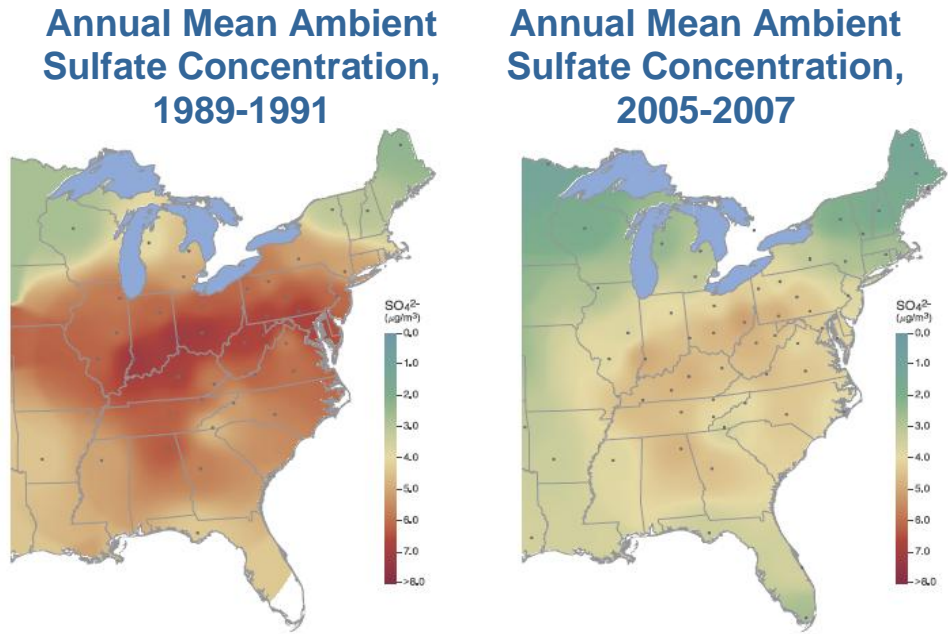 Annual Mean Ambient
Sulfate Concentration,
1989-1991
Annual Mean Ambient
Sulfate Concentration,
2005-2007
SO₄²⁻
(μg/m³)
0.0
1.0
2.0
3.0
4.0
5.0
6.0
7.0
>8.0
SO₄²⁻
(μg/m³)
0.0
1.0
2.0
3.0
4.0
5.0
6.0
7.0
>8.0